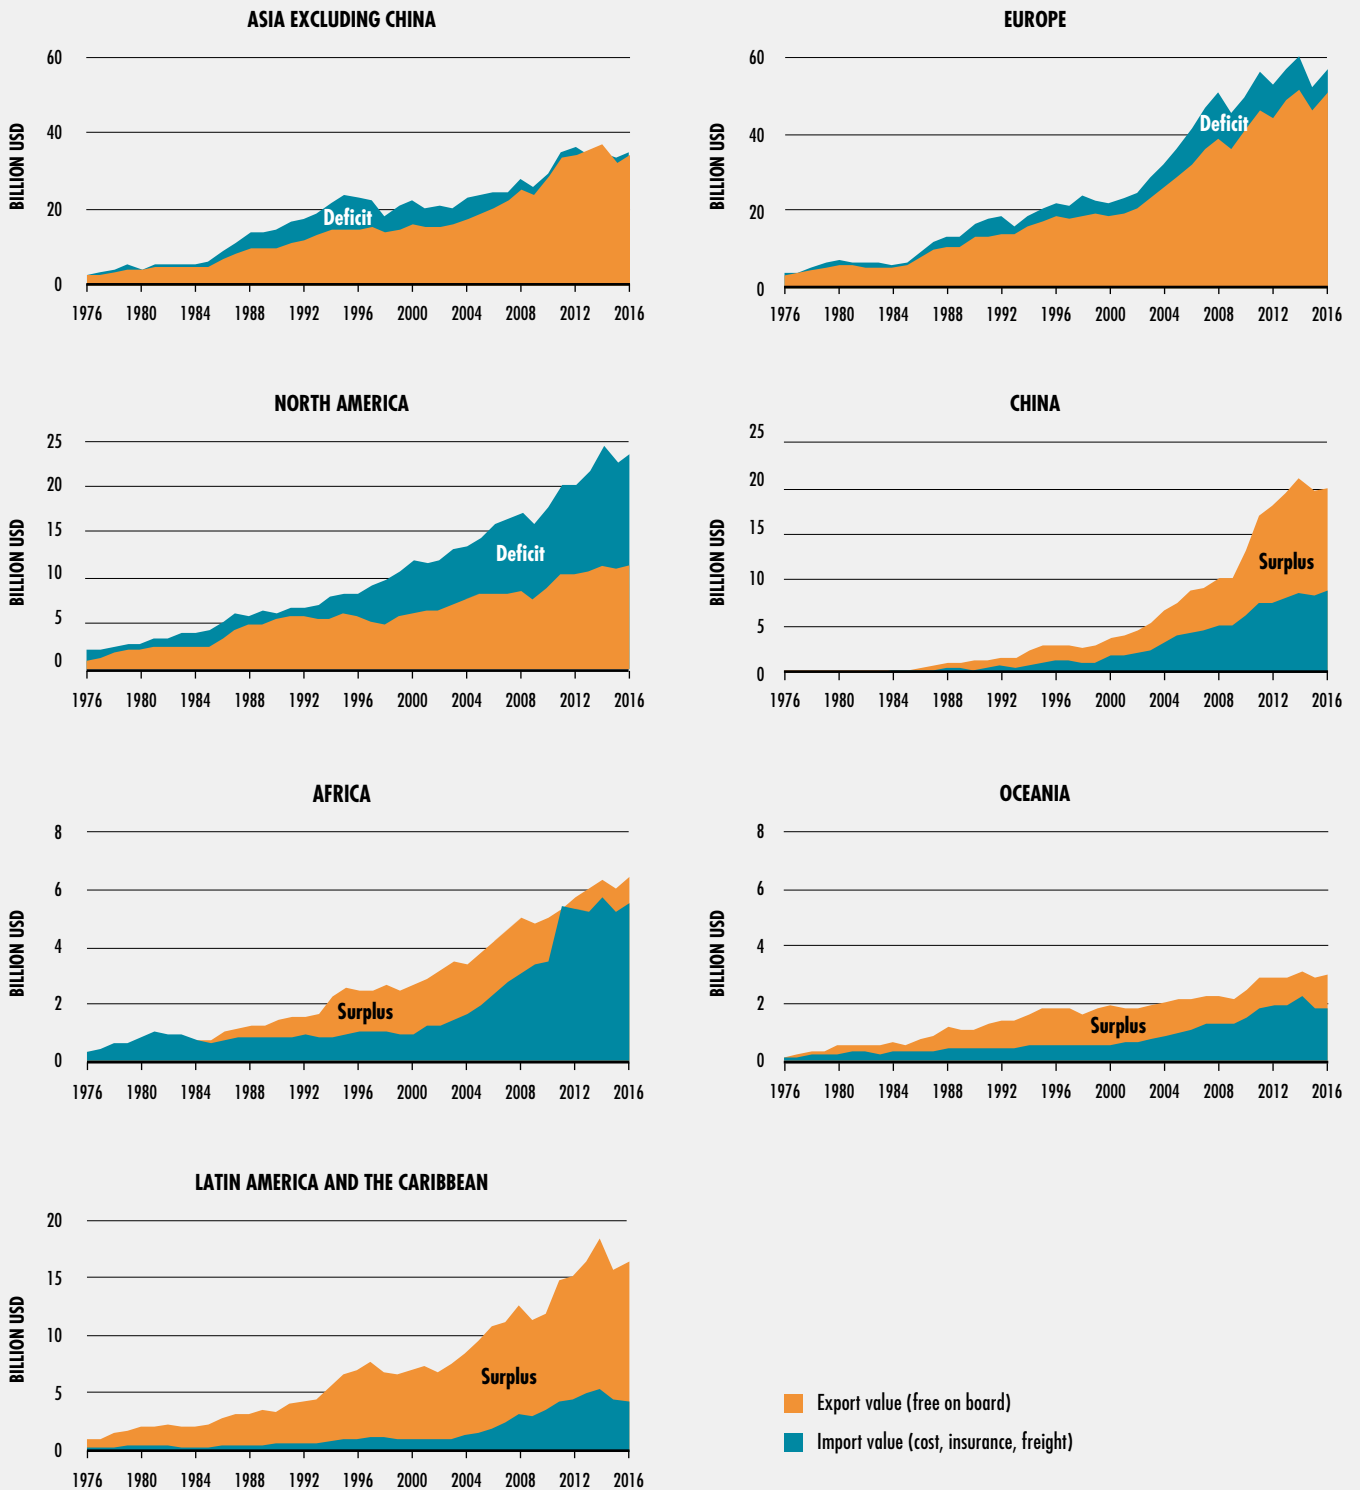 ASIA EXCLUDING CHINA
BILLION USD
60
40
20
0
Deficit
1976 1980 1984 1988 1992 1996 2000 2004 2008 2012 2016
EUROPE
BILLION USD
60
40
20
0
Deficit
1976 1980 1984 1988 1992 1996 2000 2004 2008 2012 2016
NORTH AMERICA
BILLION USD
25
20
15
10
5
0
Deficit
1976 1980 1984 1988 1992 1996 2000 2004 2008 2012 2016
CHINA
BILLION USD
25
20
15
10
5
0
Surplus
1976 1980 1984 1988 1992 1996 2000 2004 2008 2012 2016
AFRICA
BILLION USD
8
6
4
2
0
Surplus
1976 1980 1984 1988 1992 1996 2000 2004 2008 2012 2016
OCEANIA
BILLION USD
8
6
4
2
0
Surplus
1976 1980 1984 1988 1992 1996 2000 2004 2008 2012 2016
LATIN AMERICA AND THE CARIBBEAN
BILLION USD
20
15
10
5
0
Surplus
1976 1980 1984 1988 1992 1996 2000 2004 2008 2012 2016
Export value (free on board)
Import value (cost, insurance, freight)